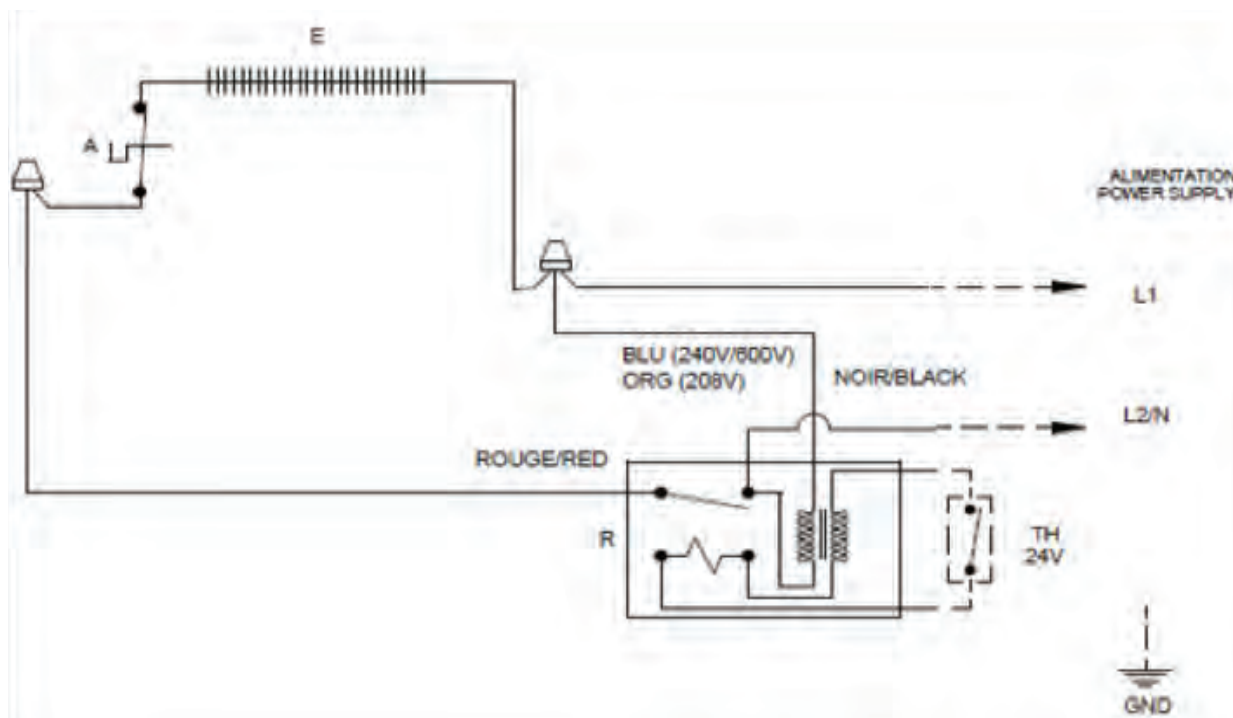 E
A
ALIMENTATION
POWER SUPPLY
L1
BLU (240V/600V)
ORG (208V)
NOIR/BLACK
L2/N
ROUGE/RED
R
TH
24V
GND